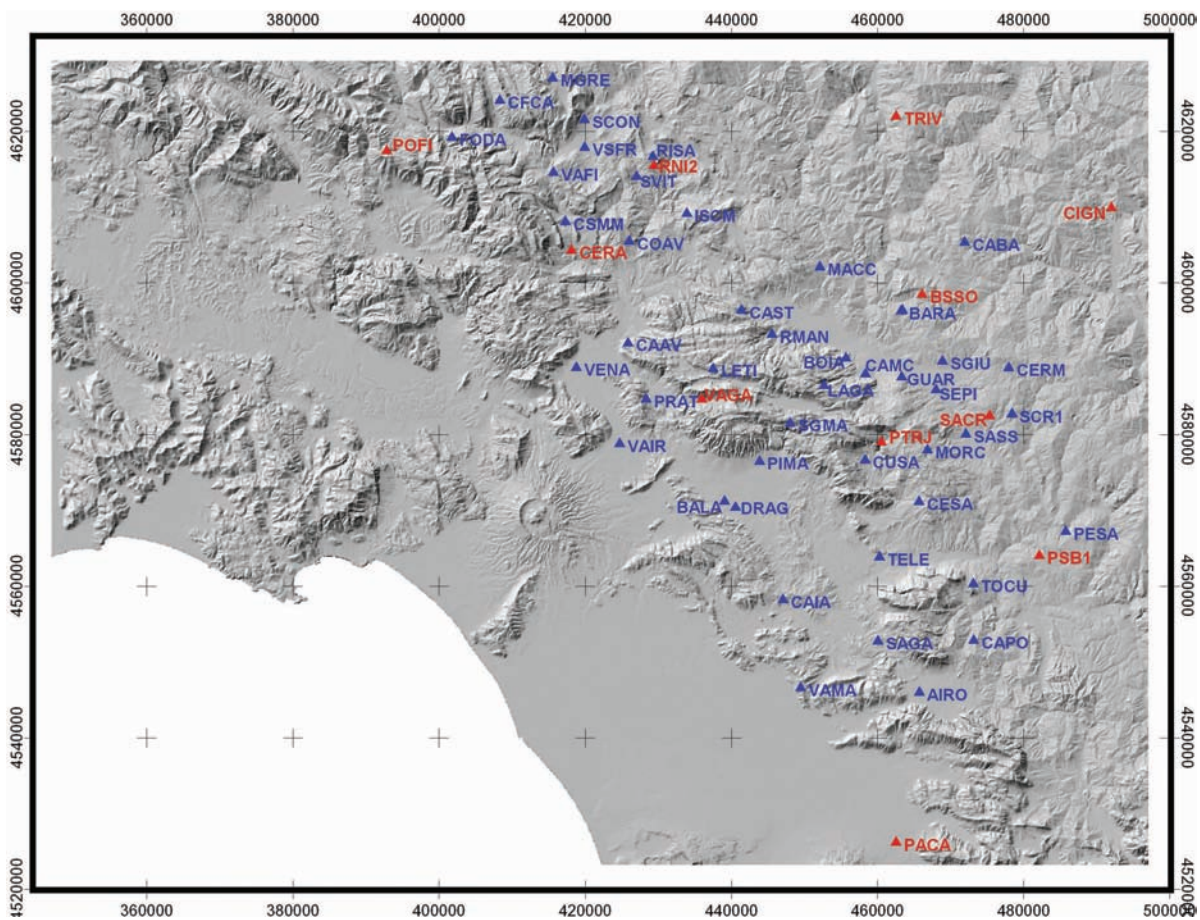 360000 380000 400000 420000 440000 460000 480000 500000
MGRE
CFCA
SCON
TRIV
4620000 4620000
FODA
POFI
VSFR
RISA
RNI2
VAFI
SVIT
CIGN
ISCM
CSMM
COAV
CABA
CERA
MACC
4600000 4600000
BSSO
CAST
BARA
RMAN
CAAV
BOIA
SGIU
VENA
LETI
CAMC
CERM
GUAR
LAGA
SEPI
PRAT
VAGA
SACR
SCR1
SGMA
4580000 4580000
VAIR
PTRJ
SASS
MORC
PIMA
CUSA
BALA
DRAG
CESA
PESA
TELE
PSB1
4560000 4560000
TOCU
CAIA
SAGA
CAPO
VAMA
AIRO
4540000 4540000
PACA
4520000 4520000
360000 380000 400000 420000 440000 460000 480000 500000